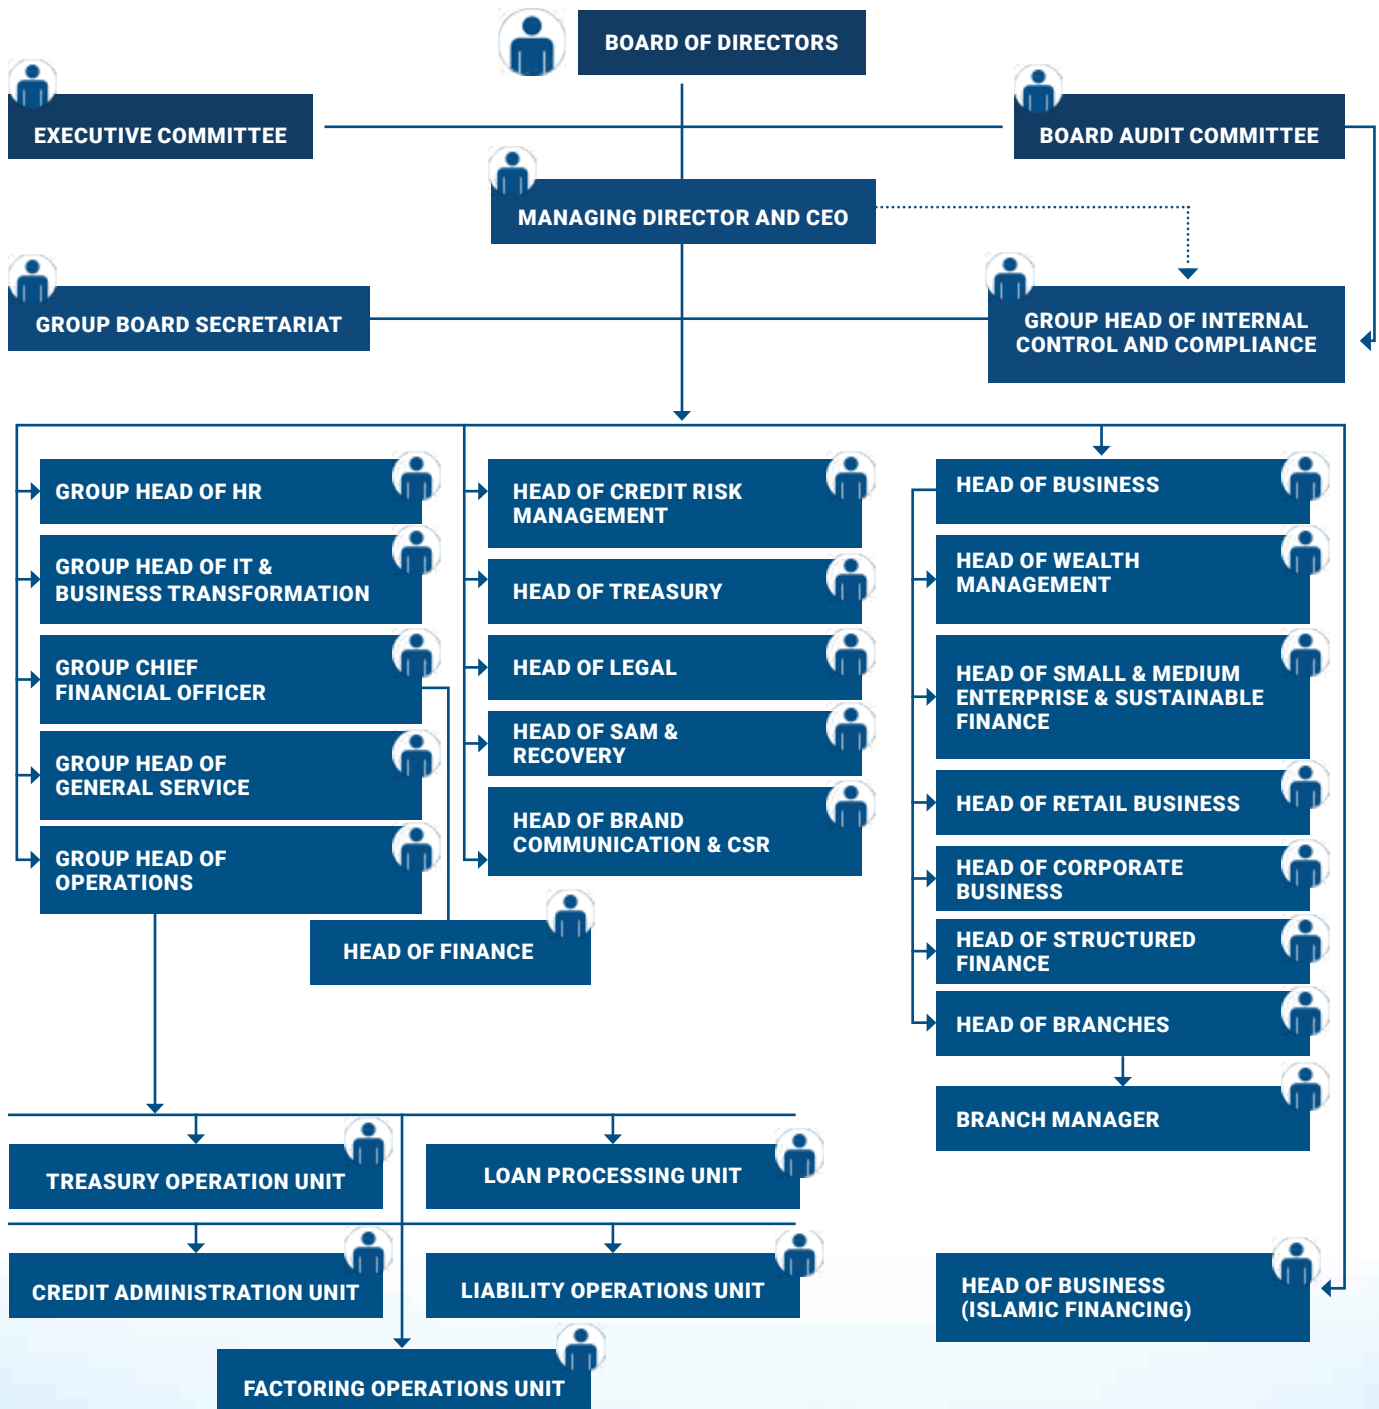 BOARD OF DIRECTORS
EXECUTIVE COMMITTEE
BOARD AUDIT COMMITTEE
MANAGING DIRECTOR AND CEO
GROUP BOARD SECRETARIAT
GROUP HEAD OF INTERNAL
CONTROL AND COMPLIANCE
GROUP HEAD OF HR
GROUP HEAD OF IT &
BUSINESS TRANSFORMATION
GROUP CHIEF
FINANCIAL OFFICER
GROUP HEAD OF
GENERAL SERVICE
GROUP HEAD OF
OPERATIONS
HEAD OF CREDIT RISK
MANAGEMENT
HEAD OF TREASURY
HEAD OF LEGAL
HEAD OF SAM &
RECOVERY
HEAD OF BRAND
COMMUNICATION & CSR
HEAD OF FINANCE
HEAD OF BUSINESS
HEAD OF WEALTH
MANAGEMENT
HEAD OF SMALL & MEDIUM
ENTERPRISE & SUSTAINABLE
FINANCE
HEAD OF RETAIL BUSINESS
HEAD OF CORPORATE
BUSINESS
HEAD OF STRUCTURED
FINANCE
HEAD OF BRANCHES
BRANCH MANAGER
TREASURY OPERATION UNIT
LOAN PROCESSING UNIT
CREDIT ADMINISTRATION UNIT
LIABILITY OPERATIONS UNIT
FACTORING OPERATIONS UNIT
HEAD OF BUSINESS
(ISLAMIC FINANCING)